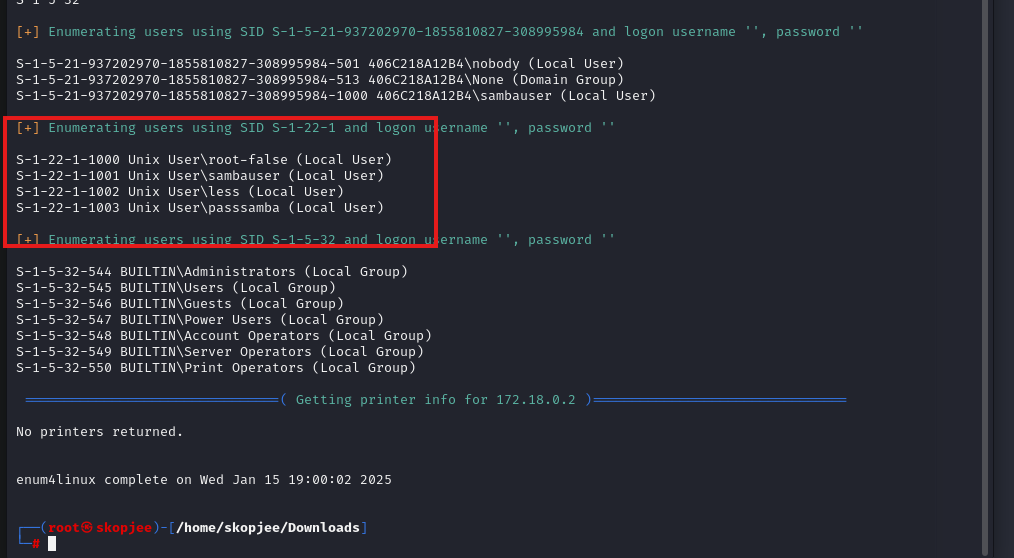 S-1-5-32
[+] Enumerating users using SID S-1-5-21-937202970-1855810827-308995984 and logon username '', password ''
S-1-5-21-937202970-1855810827-308995984-501 406C218A12B4\nobody (Local User)
S-1-5-21-937202970-1855810827-308995984-513 406C218A12B4\None (Domain Group)
S-1-5-21-937202970-1855810827-308995984-1000 406C218A12B4\sambauser (Local User)
[+] Enumerating users using SID S-1-22-1 and logon username '', password ''
S-1-22-1-1000 Unix User\root-false (Local User)
S-1-22-1-1001 Unix User\sambauser (Local User)
S-1-22-1-1002 Unix User\less (Local User)
S-1-22-1-1003 Unix User\passsamba (Local User)
[+] Enumerating users using SID S-1-5-32 and logon username '', password ''
S-1-5-32-544 BUILTIN\Administrators (Local Group)
S-1-5-32-545 BUILTIN\Users (Local Group)
S-1-5-32-546 BUILTIN\Guests (Local Group)
S-1-5-32-547 BUILTIN\Power Users (Local Group)
S-1-5-32-548 BUILTIN\Account Operators (Local Group)
S-1-5-32-549 BUILTIN\Server Operators (Local Group)
S-1-5-32-550 BUILTIN\Print Operators (Local Group)
================================( Getting printer info for 172.18.0.2 )================================
No printers returned.
enum4linux complete on Wed Jan 15 19:00:02 2025
┌──(root㉿skopjee)-[/home/skopjee/Downloads]
└─#